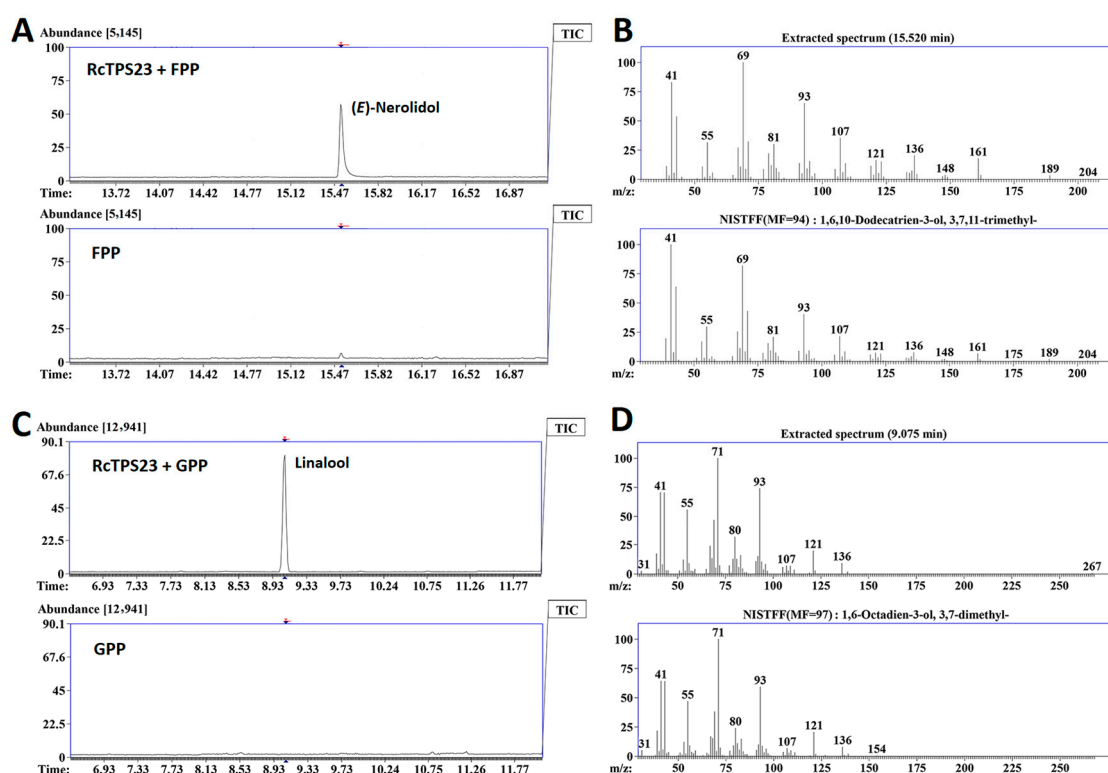 A
Abundance [5,145]
TIC
100
75
50
25
0
RcTPS23 + FPP
(E)-Nerolidol
Time: 13.72 14.07 14.42 14.77 15.12 15.47 15.82 16.17 16.52 16.87
Abundance [5,145]
TIC
100
75
50
25
0
FPP
Time: 13.72 14.07 14.42 14.77 15.12 15.47 15.82 16.17 16.52 16.87
B
Extracted spectrum (15.520 min)
100
75
50
25
0
41 55 69 81 93 107 121 136 148 161 189 204
m/z: 50 75 100 125 150 175 200
NISTFF(MF=94) : 1,6,10-Dodecatrien-3-ol, 3,7,11-trimethyl-
100
75
50
25
0
41 55 69 81 93 107 121 136 148 161 175 189 204
m/z: 50 75 100 125 150 175 200
C
Abundance [12,941]
TIC
90.1
67.6
45
22.5
0
RcTPS23 + GPP
Linalool
Time: 6.93 7.33 7.73 8.13 8.53 8.93 9.33 9.53 9.84 10.24 10.75 11.26 11.77
Abundance [12,941]
TIC
90.1
67.6
45
22.5
0
GPP
Time: 6.93 7.33 7.73 8.13 8.53 8.93 9.33 9.53 9.84 10.24 10.75 11.26 11.77
D
Extracted spectrum (9.075 min)
100
75
50
25
0
31 41 55 71 80 93 107 121 136 267
m/z: 50 75 100 125 150 175 200 225 250
NISTFF(MF=97) : 1,6-Octadien-3-ol, 3,7-dimethyl-
100
75
50
25
0
31 41 55 71 80 93 107 121 136 154
m/z: 50 75 100 125 150 175 200 225 250